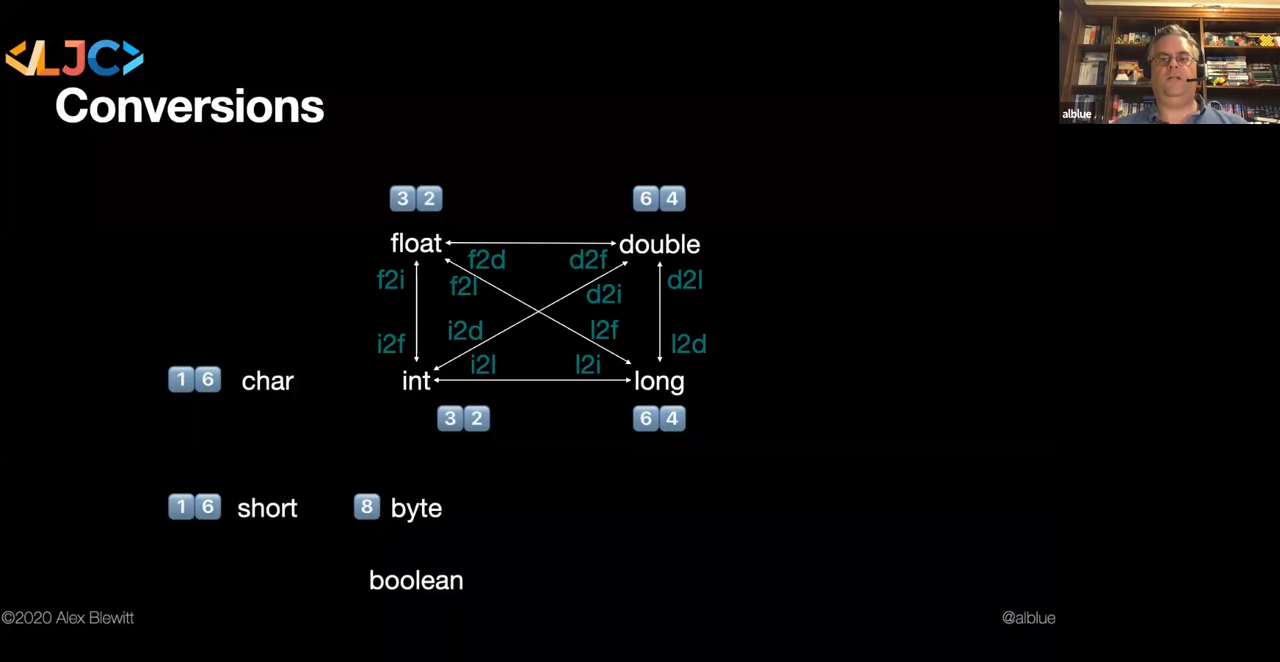 <LJC>
alblue
Conversions
32 64
float double
f2d d2f
f2i f2l d2i d2l
i2f i2d l2f l2d
i2l l2i
16 char int long
32 64
16 short 8 byte
boolean
©2020 Alex Blewitt @alblue